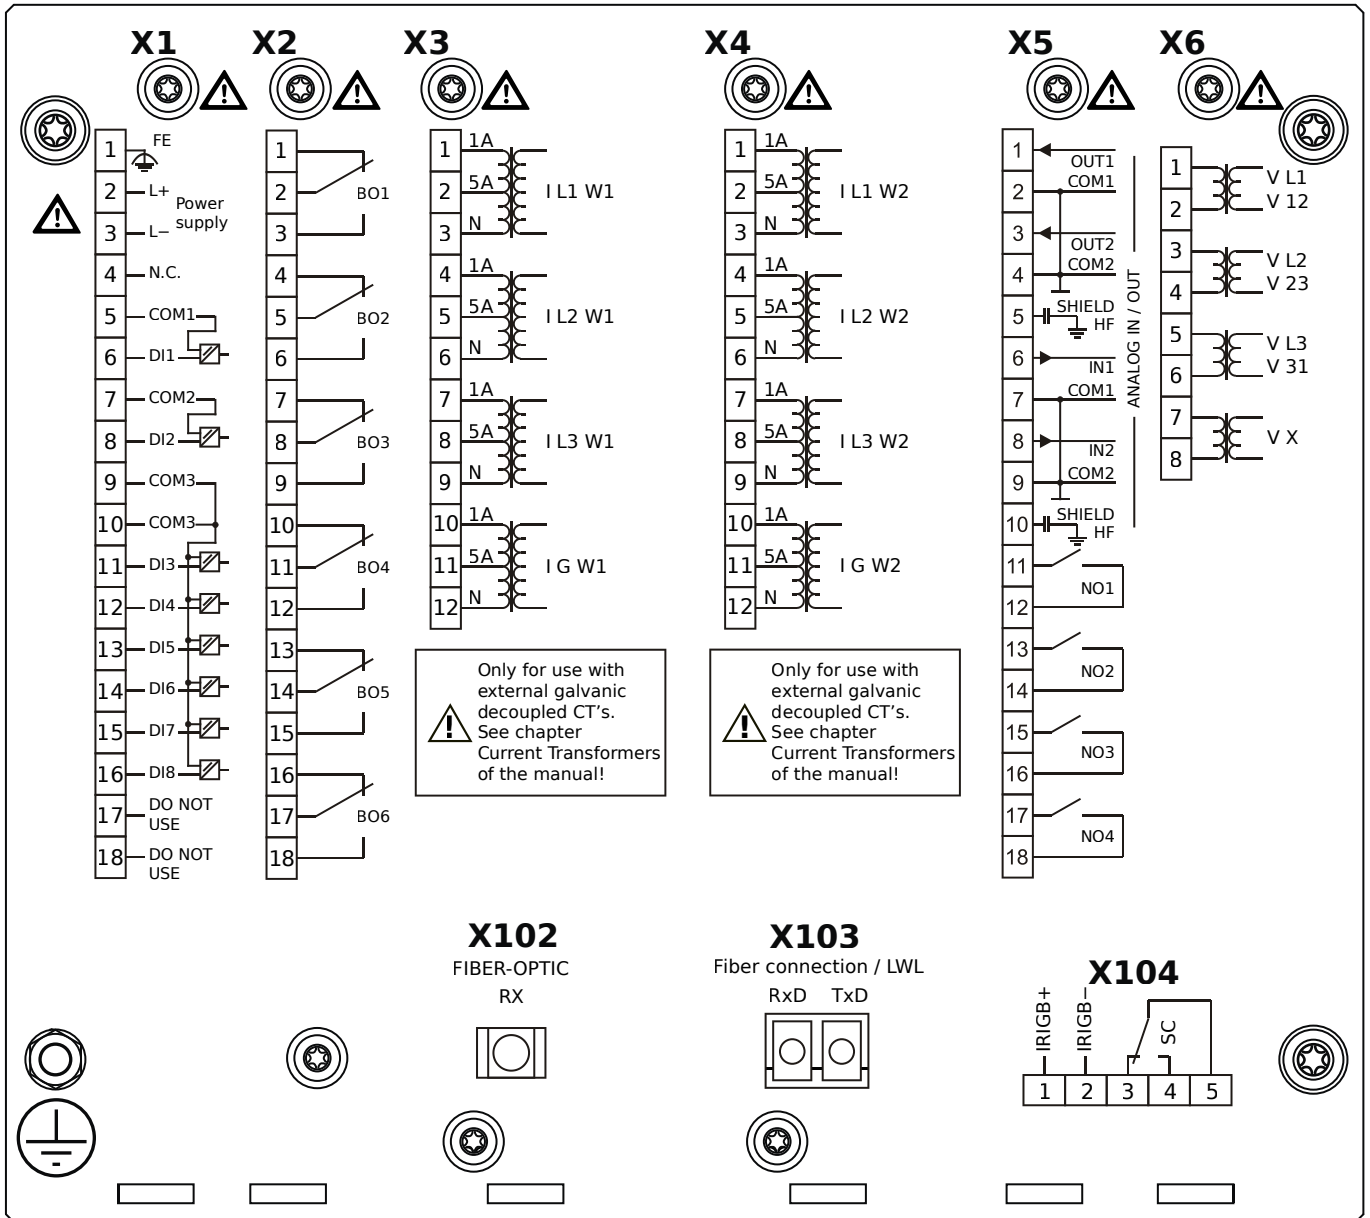 X1
X2
X3
X4
X5
X6
1 FE
2 L+
Power
supply
3 L−
4 N.C.
5 COM1
6 DI1
7 COM2
8 DI2
9 COM3
10 COM3
11 DI3
12 DI4
13 DI5
14 DI6
15 DI7
16 DI8
17 DO NOT
USE
18 DO NOT
USE
1
2 BO1
3
4
5 BO2
6
7
8 BO3
9
10
11 BO4
12
13
14 BO5
15
16
17 BO6
18
1 1A
2 5A I L1 W1
3 N
4 1A
5 5A I L2 W1
6 N
7 1A
8 5A I L3 W1
9 N
10 1A
11 5A I G W1
12 N
Only for use with
external galvanic
decoupled CT's.
See chapter
Current Transformers
of the manual!
1 1A
2 5A I L1 W2
3 N
4 1A
5 5A I L2 W2
6 N
7 1A
8 5A I L3 W2
9 N
10 1A
11 5A I G W2
12 N
Only for use with
external galvanic
decoupled CT's.
See chapter
Current Transformers
of the manual!
1 OUT1
2 COM1
3 OUT2
4 COM2
5 SHIELD
HF
6 IN1
7 COM1
8 IN2
9 COM2
10 SHIELD
HF
ANALOG IN / OUT
11
NO1
12
13
NO2
14
15
NO3
16
17
NO4
18
1
V L1
2 V 12
3
V L2
4 V 23
5
V L3
6 V 31
7
V X
8
X102
FIBER-OPTIC
RX
X103
Fiber connection / LWL
RxD TxD
X104
IRIGB+
IRIGB−
SC
1 2 3 4 5